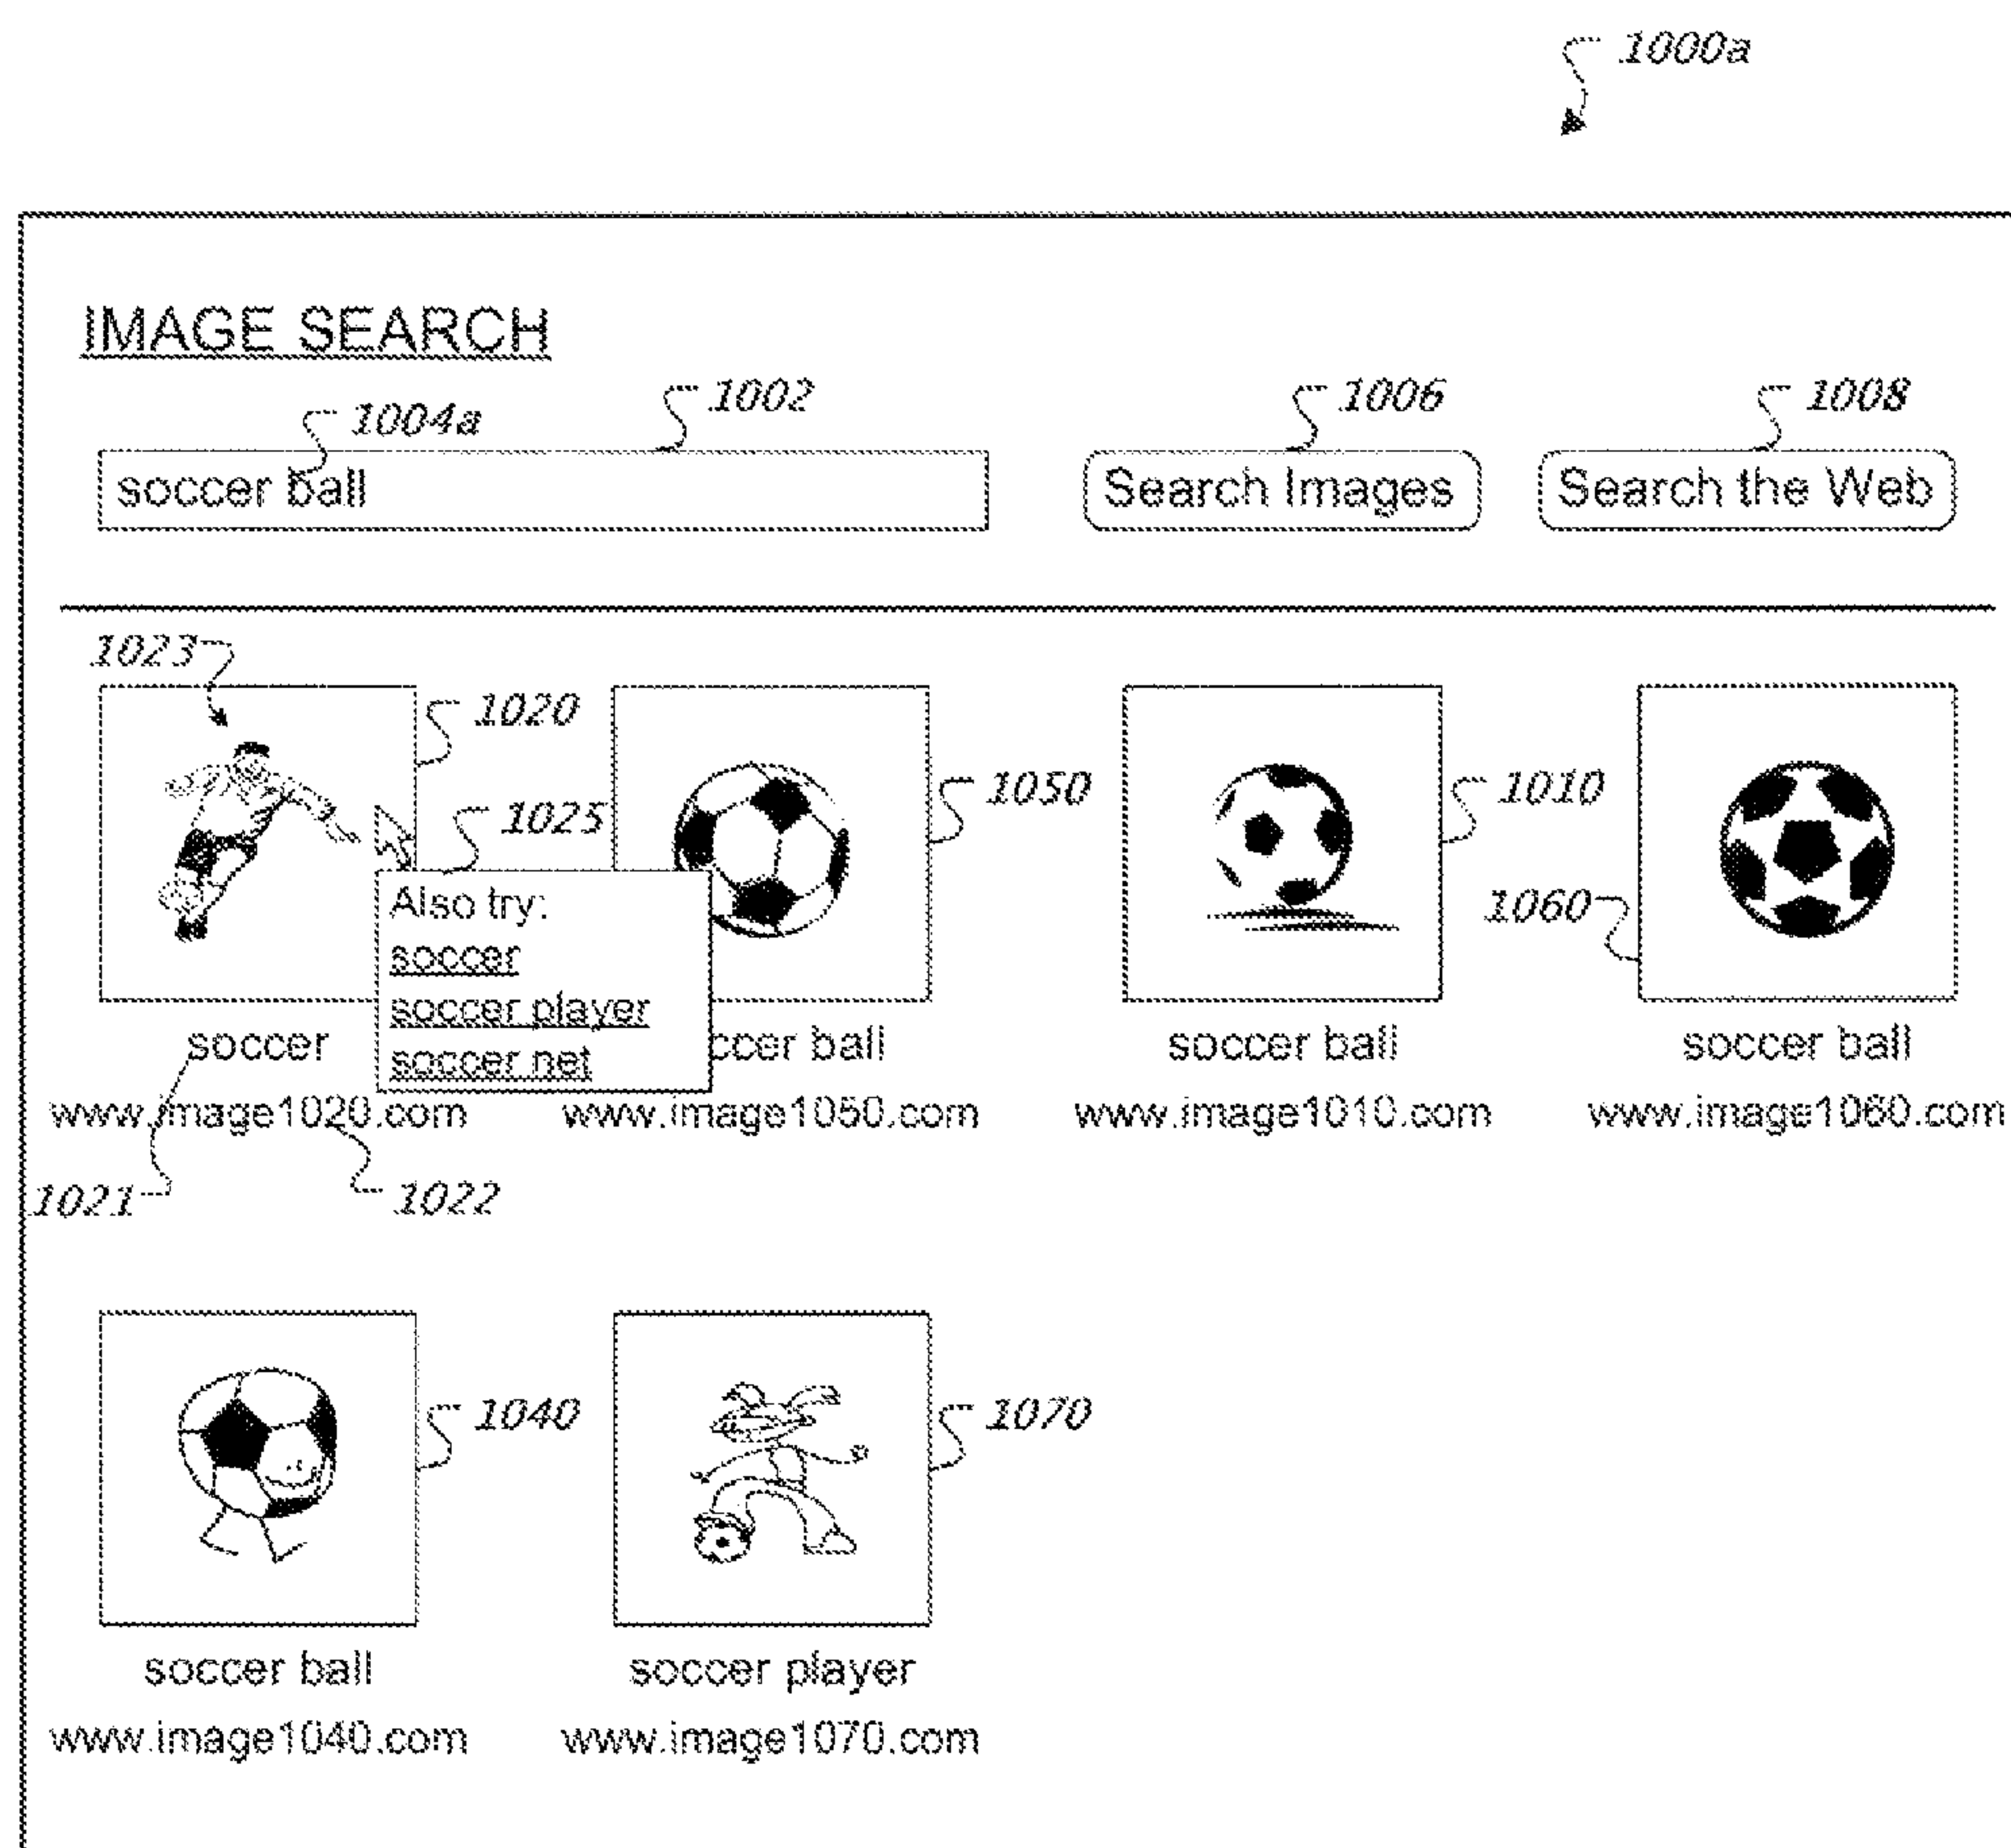 1000a
IMAGE SEARCH
1004a
1002
1006
1008
soccer ball
Search Images
Search the Web
1023
1020
1050
1010
1060
1025
Also try:
soccer
soccer player
soccer net
soccer
ccer ball
soccer ball
soccer ball
www.image1020.com
www.image1050.com
www.image1010.com
www.image1060.com
1021
1022
1040
1070
soccer ball
soccer player
www.image1040.com
www.image1070.com